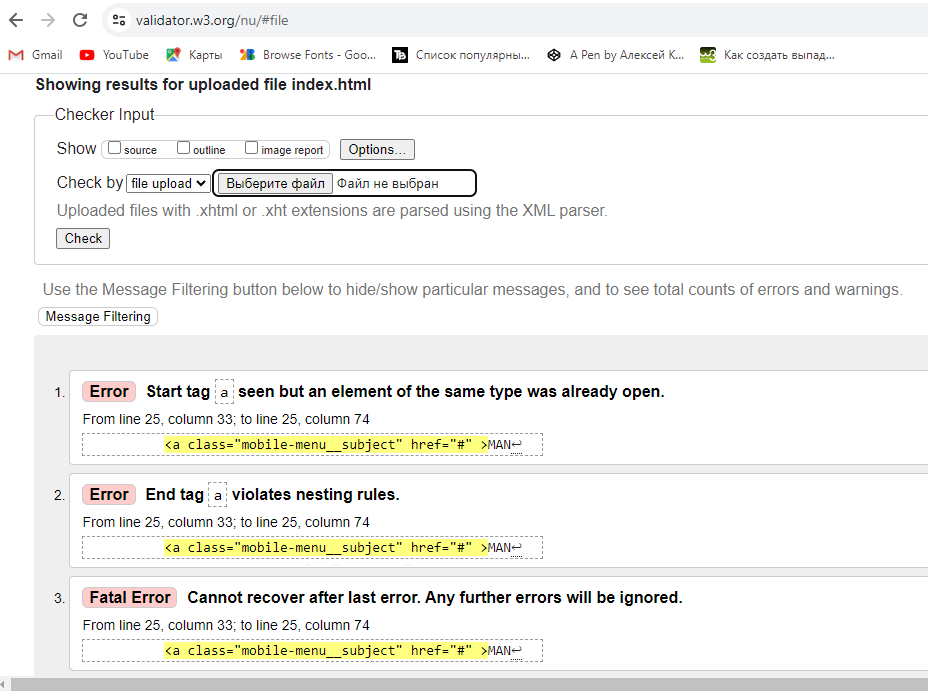 validator.w3.org/nu/#file
Gmail YouTube Карты Browse Fonts - Goo... Список популярны... A Pen by Алексей К... Как создать выпад...
Showing results for uploaded file index.html
Checker Input
Show source outline image report Options...
Check by file upload Выберите файл Файл не выбран
Uploaded files with .xhtml or .xht extensions are parsed using the XML parser.
Check
Use the Message Filtering button below to hide/show particular messages, and to see total counts of errors and warnings.
Message Filtering
1. Error Start tag a seen but an element of the same type was already open.
From line 25, column 33; to line 25, column 74
<a class="mobile-menu__subject" href="#" >MAN↩
2. Error End tag a violates nesting rules.
From line 25, column 33; to line 25, column 74
<a class="mobile-menu__subject" href="#" >MAN↩
3. Fatal Error Cannot recover after last error. Any further errors will be ignored.
From line 25, column 33; to line 25, column 74
<a class="mobile-menu__subject" href="#" >MAN↩